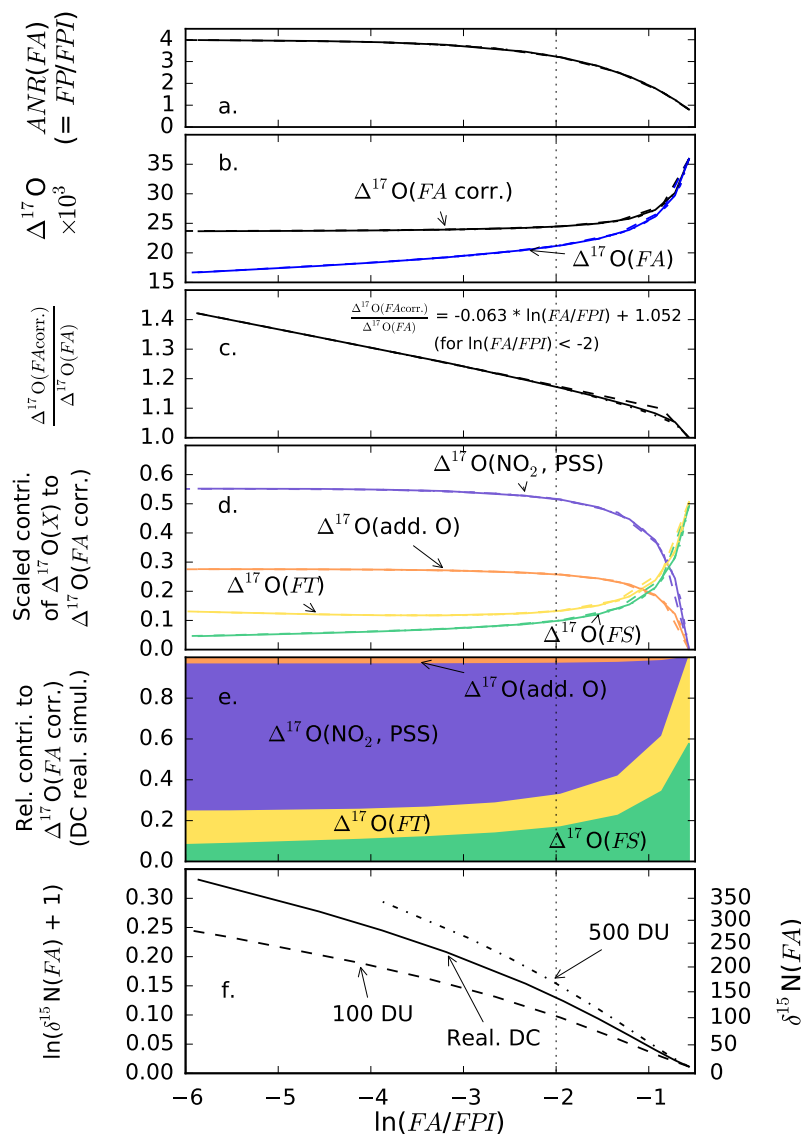 ANR(FA)
(= FP/FPI)
4
3
2
1
0
a.
Δ¹⁷O
×10³
35
30
25
20
15
b.
Δ¹⁷O(FA corr.)
Δ¹⁷O(FA)
Δ¹⁷O(FAcorr.)
Δ¹⁷O(FA)
1.4
1.3
1.2
1.1
1.0
c.
Δ¹⁷O(FAcorr.)/Δ¹⁷O(FA) = -0.063 * ln(FA/FPI) + 1.052
(for ln(FA/FPI) < -2)
Scaled contri.
of Δ¹⁷O(X) to
Δ¹⁷O(FA corr.)
0.6
0.5
0.4
0.3
0.2
0.1
0.0
d.
Δ¹⁷O(NO₂, PSS)
Δ¹⁷O(add. O)
Δ¹⁷O(FT)
Δ¹⁷O(FS)
Rel. contri. to
Δ¹⁷O(FA corr.)
(DC real. simul.)
0.8
0.6
0.4
0.2
0.0
e.
Δ¹⁷O(add. O)
Δ¹⁷O(NO₂, PSS)
Δ¹⁷O(FT)
Δ¹⁷O(FS)
ln(δ¹⁵N(FA) + 1)
0.30
0.25
0.20
0.15
0.10
0.05
0.00
f.
500 DU
100 DU
Real. DC
350
300
250
200
150
100
50
0
δ¹⁵N(FA)
−6 −5 −4 −3 −2 −1
ln(FA/FPI)